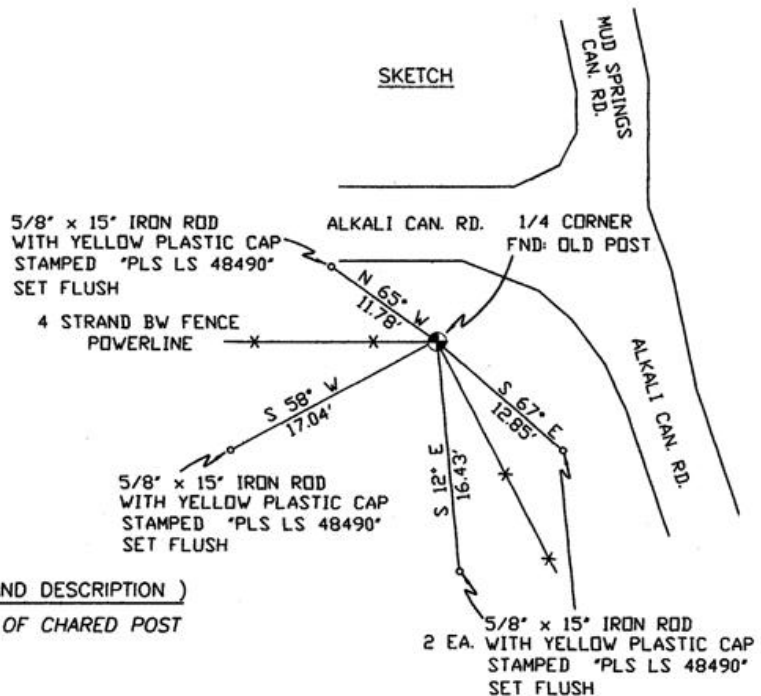 SKETCH
MUD SPRINGS
CAN. RD.
5/8" x 15" IRON ROD
WITH YELLOW PLASTIC CAP
STAMPED "PLS LS 48490"
SET FLUSH
ALKALI CAN. RD.
1/4 CORNER
FND: OLD POST
4 STRAND BW FENCE
POWERLINE
N 65° W
11.78'
S 58° W
17.04'
S 67° E
12.85'
S 12° E
16.43'
ALKALI CAN. RD.
5/8" x 15" IRON ROD
WITH YELLOW PLASTIC CAP
STAMPED "PLS LS 48490"
SET FLUSH
ND DESCRIPTION )
OF CHARED POST
5/8" x 15" IRON ROD
2 EA. WITH YELLOW PLASTIC CAP
STAMPED "PLS LS 48490"
SET FLUSH